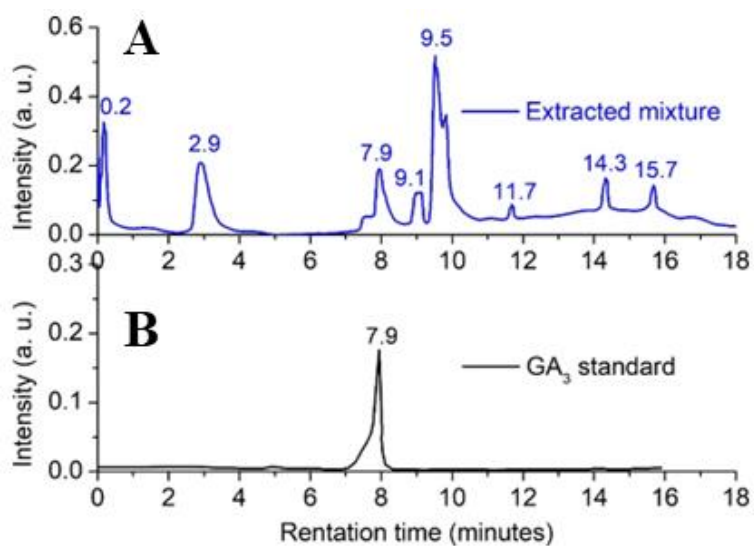 A
0.6
0.4
0.2
0.0
Intensity (a. u.)
0.2
2.9
7.9
9.1
9.5
11.7
14.3
15.7
Extracted mixture
0 2 4 6 8 10 12 14 16 18
B
0.3
0.2
0.1
0.0
Intensity (a. u.)
7.9
GA₃ standard
0 2 4 6 8 10 12 14 16 18
Rentation time (minutes)